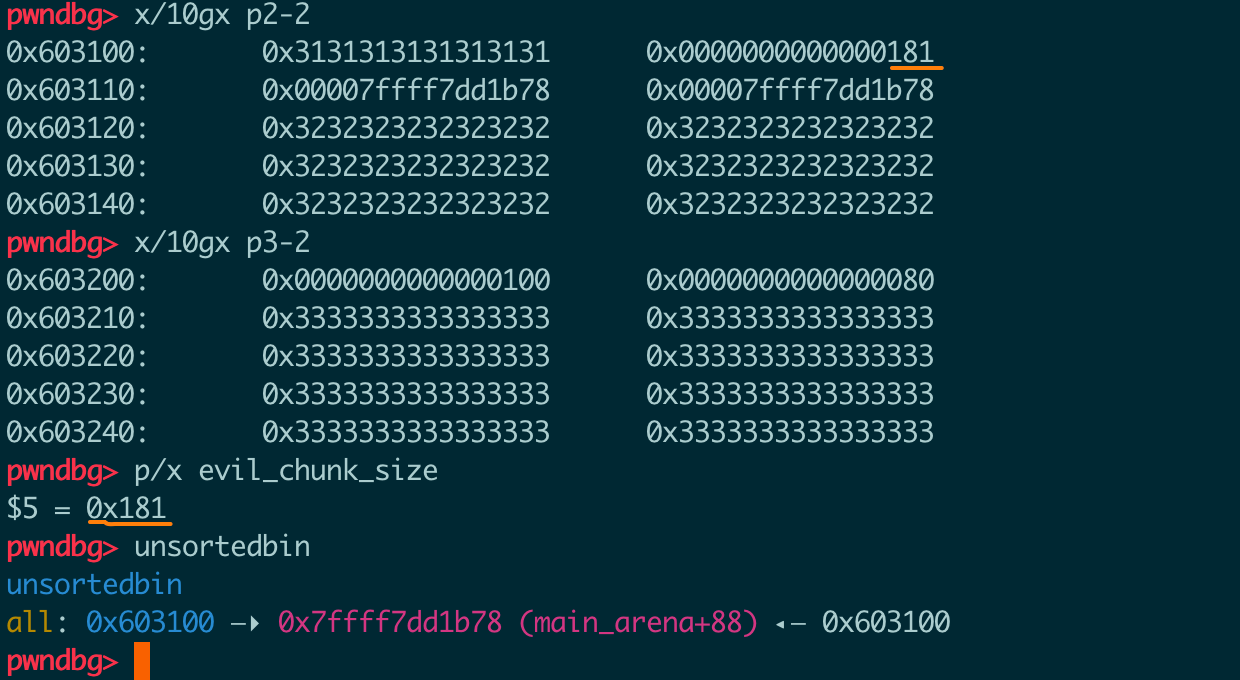 pwndbg> x/10gx p2-2
0x603100: 0x3131313131313131 0x0000000000000181
0x603110: 0x00007ffff7dd1b78 0x00007ffff7dd1b78
0x603120: 0x3232323232323232 0x3232323232323232
0x603130: 0x3232323232323232 0x3232323232323232
0x603140: 0x3232323232323232 0x3232323232323232
pwndbg> x/10gx p3-2
0x603200: 0x0000000000000100 0x0000000000000080
0x603210: 0x3333333333333333 0x3333333333333333
0x603220: 0x3333333333333333 0x3333333333333333
0x603230: 0x3333333333333333 0x3333333333333333
0x603240: 0x3333333333333333 0x3333333333333333
pwndbg> p/x evil_chunk_size
$5 = 0x181
pwndbg> unsortedbin
unsortedbin
all: 0x603100 —▸ 0x7ffff7dd1b78 (main_arena+88) ◂— 0x603100
pwndbg>